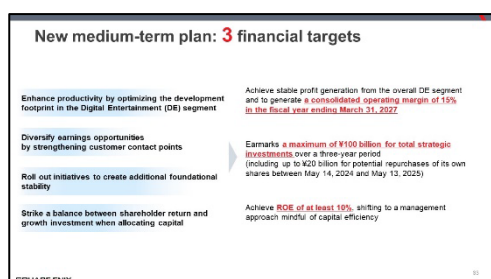 New medium-term plan: 3 financial targets
Enhance productivity by optimizing the development
footprint in the Digital Entertainment (DE) segment
Diversify earnings opportunities
by strengthening customer contact points
Roll out initiatives to create additional foundational
stability
Strike a balance between shareholder return and
growth investment when allocating capital
Achieve stable profit generation from the overall DE segment
and to generate a consolidated operating margin of 15%
in the fiscal year ending March 31, 2027
Earmarks a maximum of ¥100 billion for total strategic
investments over a three-year period
(including up to ¥20 billion for potential repurchases of its own
shares between May 14, 2024 and May 13, 2025)
Achieve ROE of at least 10%, shifting to a management
approach mindful of capital efficiency
SQUARE ENIX